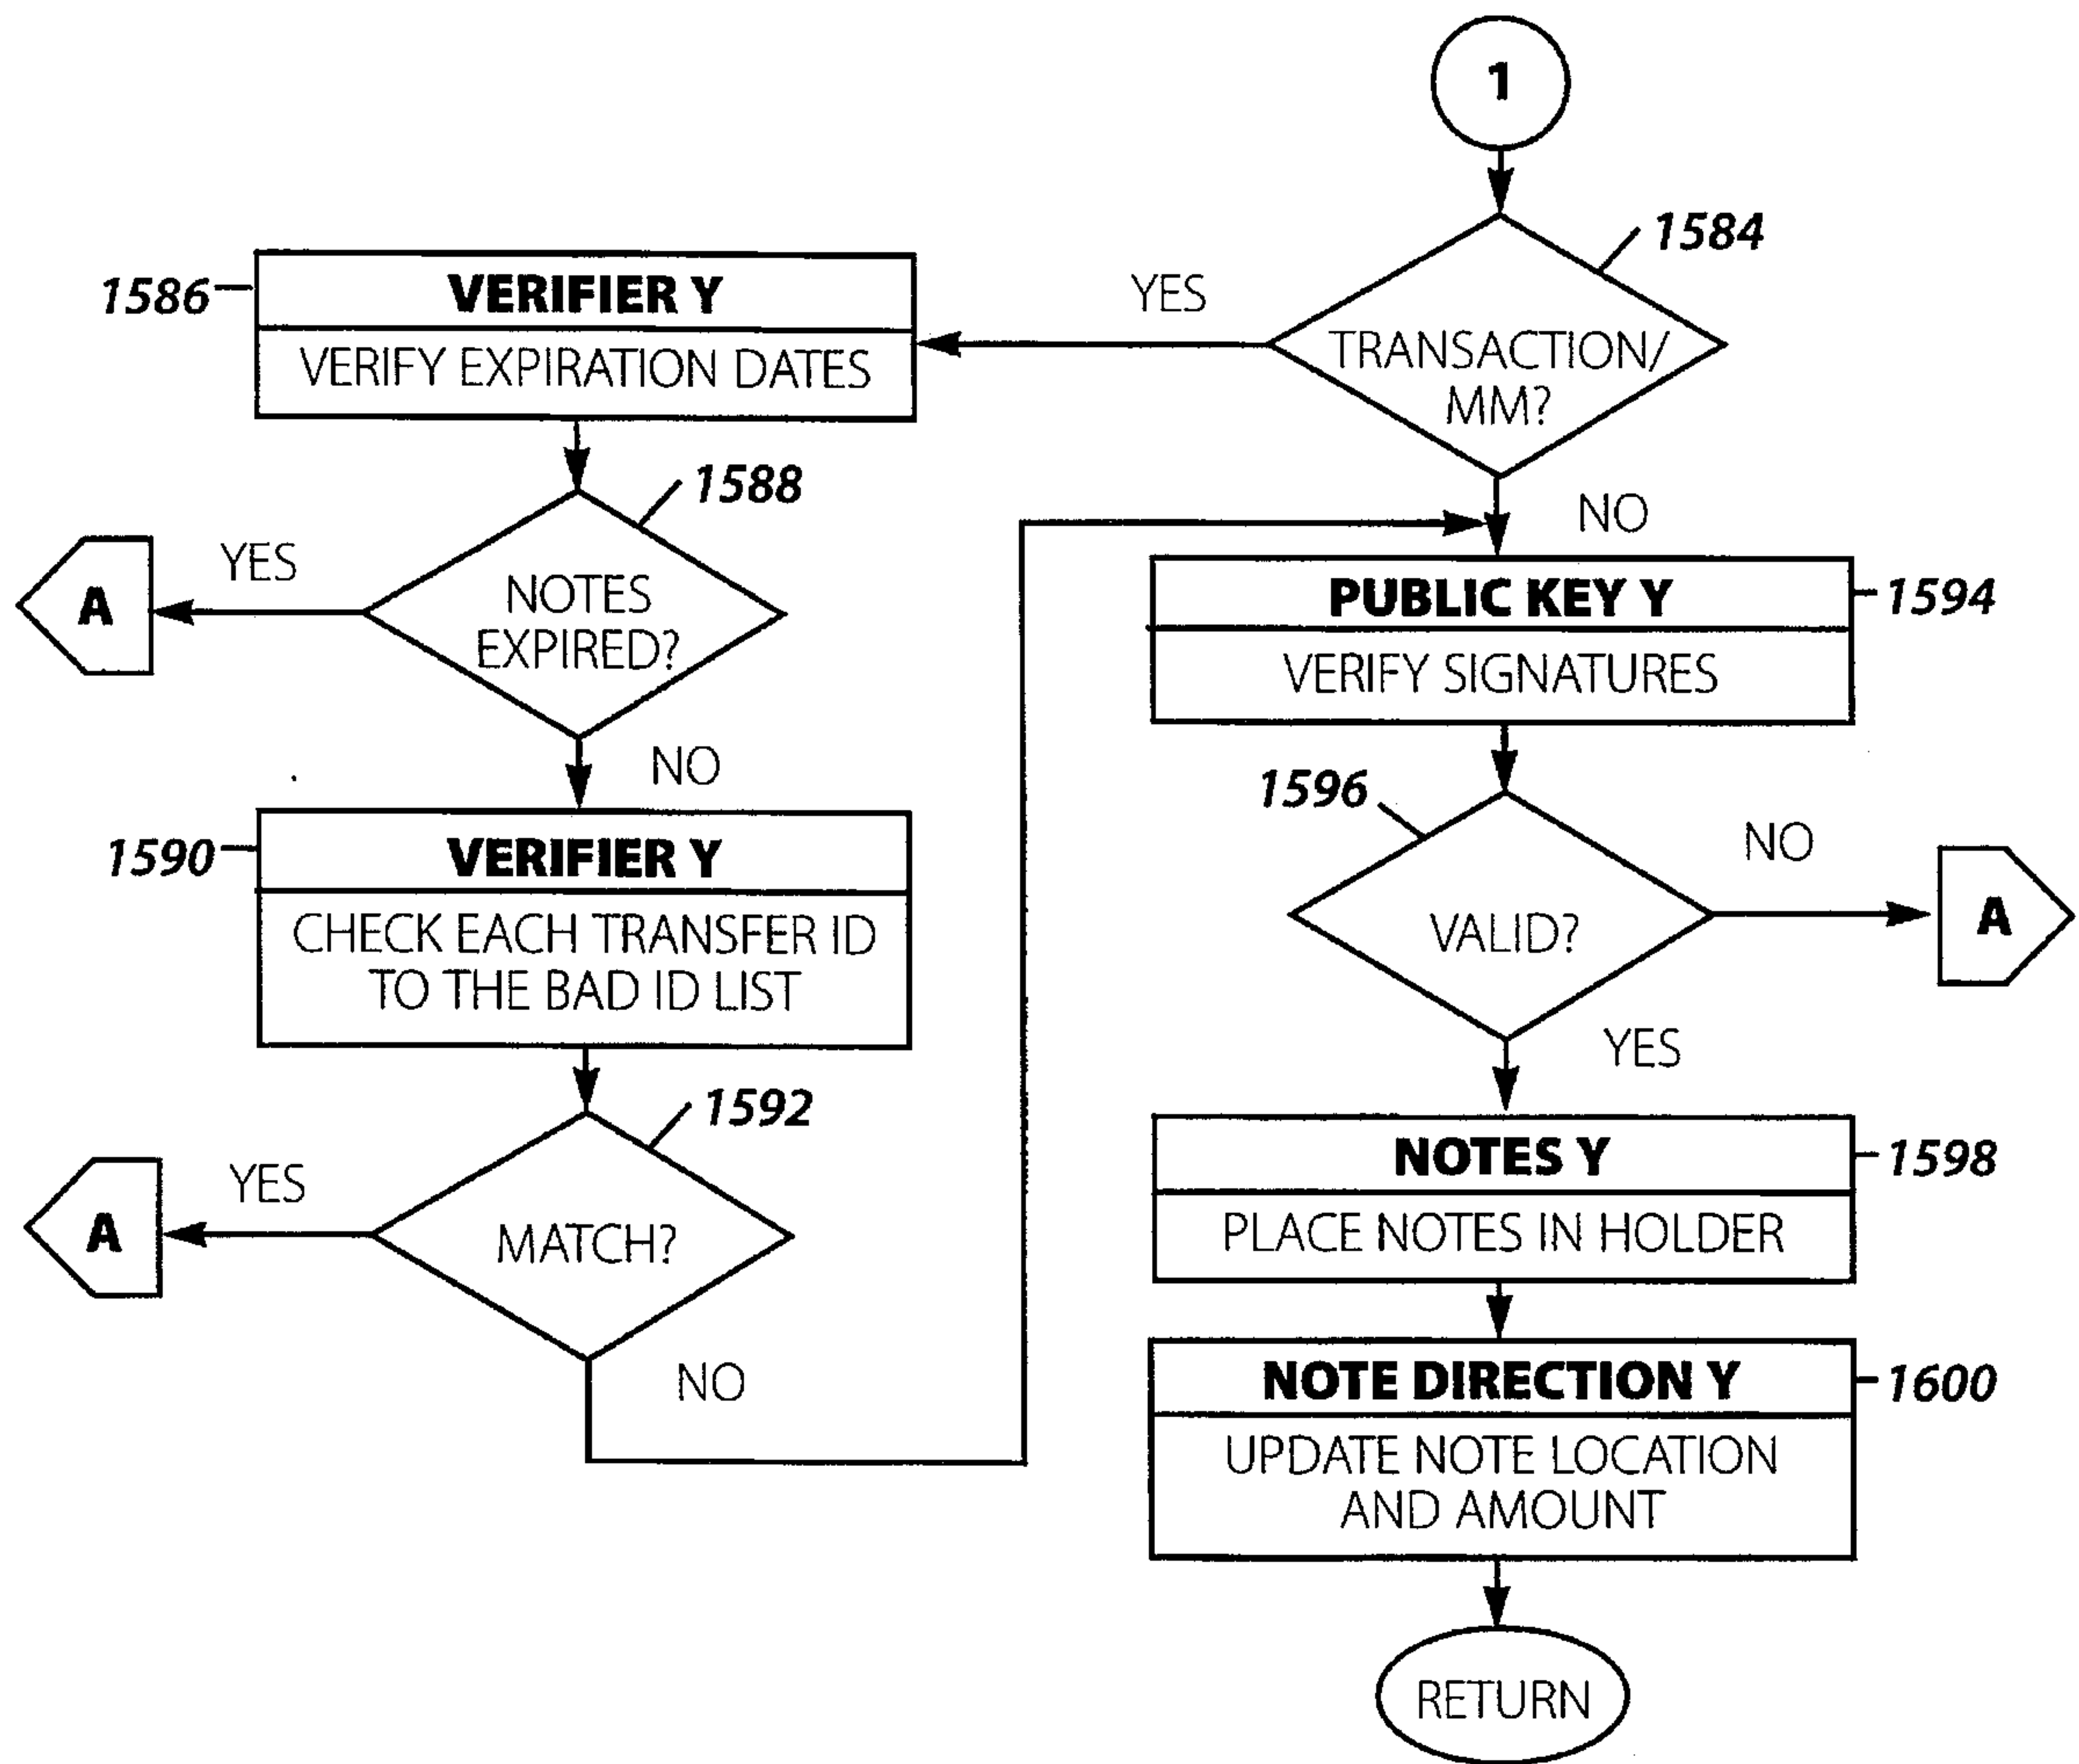 1
1584
TRANSACTION/
MM?
YES
NO
1586
VERIFIER Y
VERIFY EXPIRATION DATES
1588
NOTES
EXPIRED?
YES
A
NO
1590
VERIFIER Y
CHECK EACH TRANSFER ID
TO THE BAD ID LIST
1592
MATCH?
YES
A
NO
PUBLIC KEY Y
1594
VERIFY SIGNATURES
1596
VALID?
NO
A
YES
NOTES Y
1598
PLACE NOTES IN HOLDER
NOTE DIRECTION Y
1600
UPDATE NOTE LOCATION
AND AMOUNT
RETURN